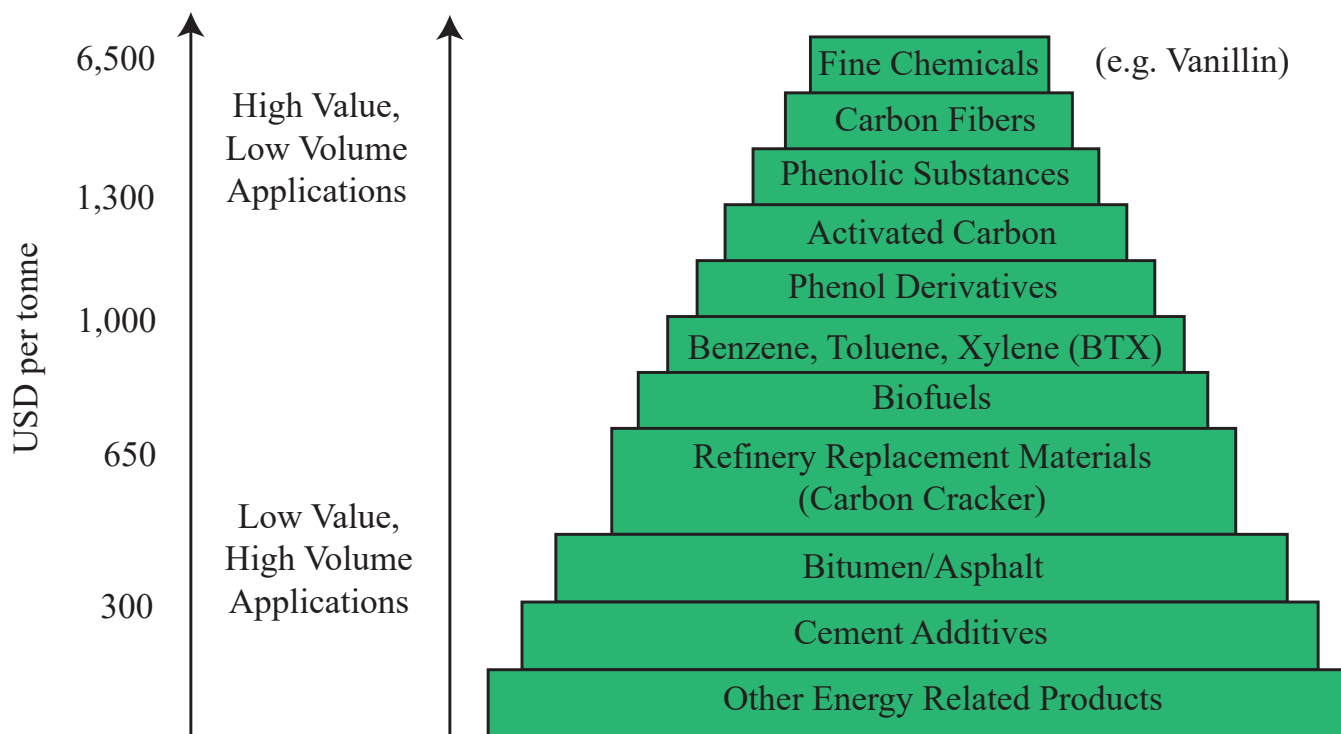 USD per tonne
6,500
1,300
1,000
650
300
High Value,
Low Volume
Applications
Low Value,
High Volume
Applications
Fine Chemicals
(e.g. Vanillin)
Carbon Fibers
Phenolic Substances
Activated Carbon
Phenol Derivatives
Benzene, Toluene, Xylene (BTX)
Biofuels
Refinery Replacement Materials
(Carbon Cracker)
Bitumen/Asphalt
Cement Additives
Other Energy Related Products